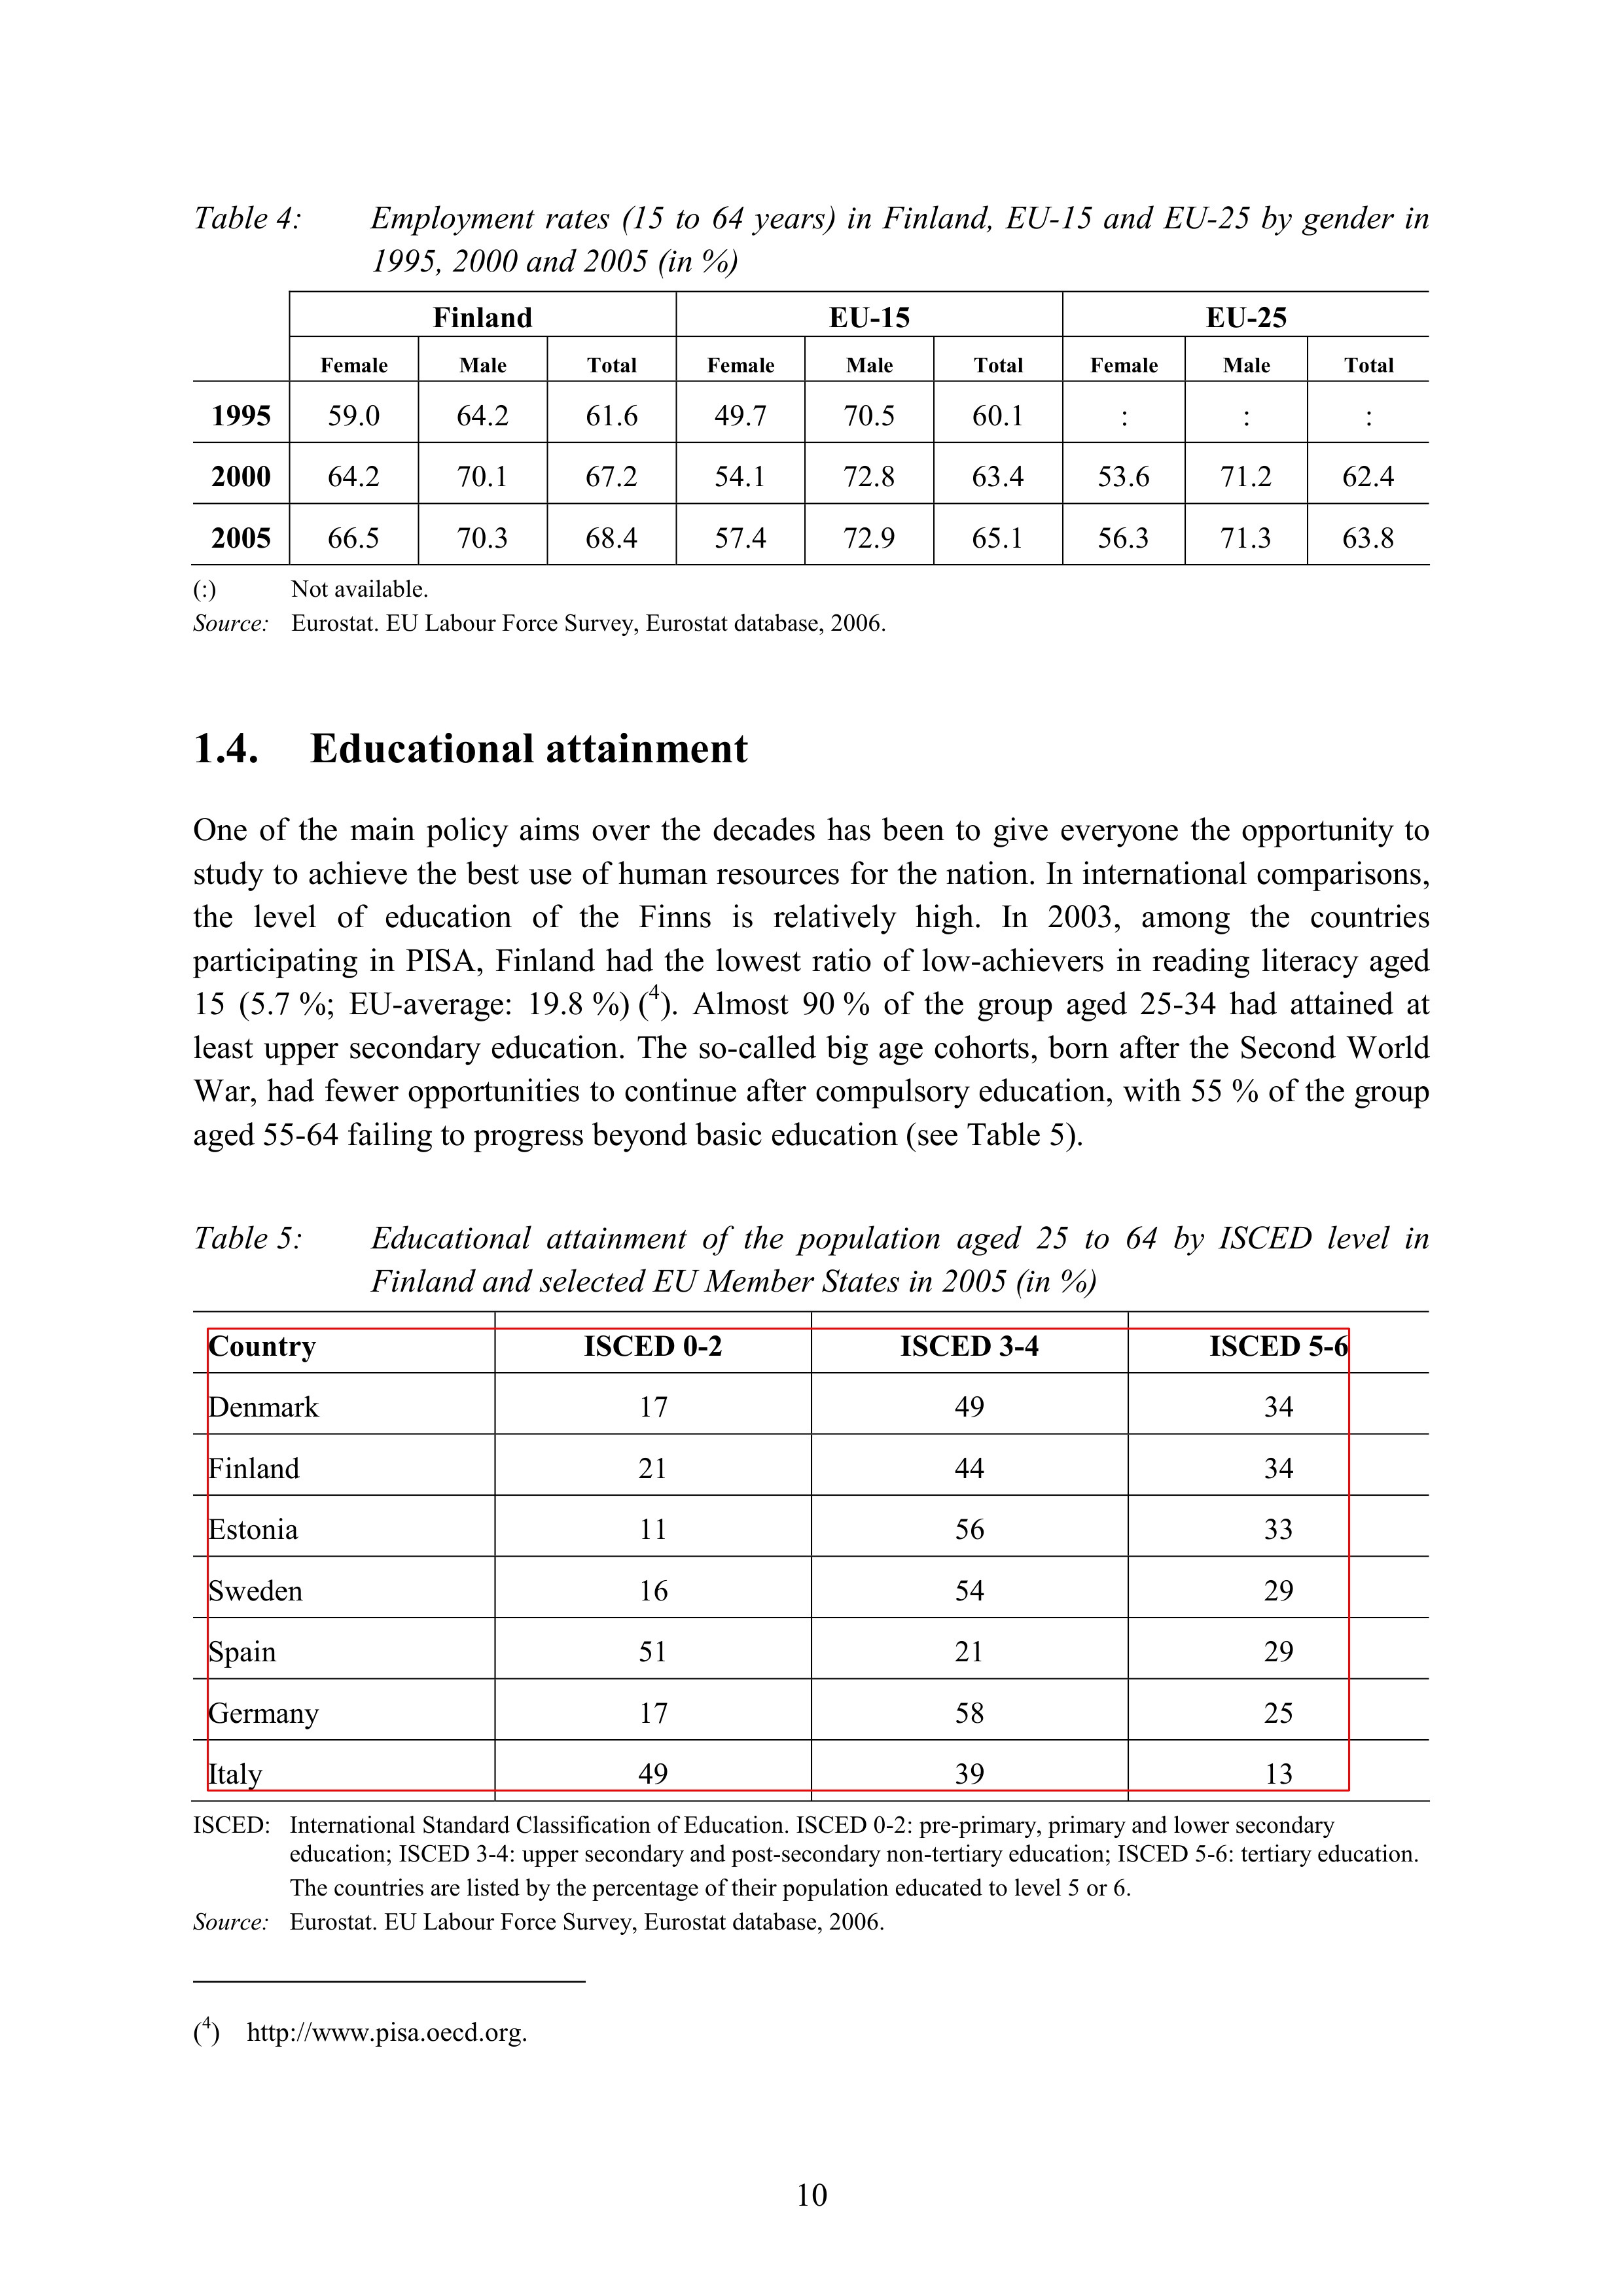 Table 4: Employment rates (15 to 64 years) in Finland, EU-15 and EU-25 by gender in
1995, 2000 and 2005 (in %)
Finland EU-15 EU-25
Female Male Total Female Male Total Female Male Total
1995 59.0 64.2 61.6 49.7 70.5 60.1 : : :
2000 64.2 70.1 67.2 54.1 72.8 63.4 53.6 71.2 62.4
2005 66.5 70.3 68.4 57.4 72.9 65.1 56.3 71.3 63.8
(:) Not available.
Source: Eurostat. EU Labour Force Survey, Eurostat database, 2006.
1.4. Educational attainment
One of the main policy aims over the decades has been to give everyone the opportunity to
study to achieve the best use of human resources for the nation. In international comparisons,
the level of education of the Finns is relatively high. In 2003, among the countries
participating in PISA, Finland had the lowest ratio of low-achievers in reading literacy aged
15 (5.7 %; EU-average: 19.8 %) (4). Almost 90 % of the group aged 25-34 had attained at
least upper secondary education. The so-called big age cohorts, born after the Second World
War, had fewer opportunities to continue after compulsory education, with 55 % of the group
aged 55-64 failing to progress beyond basic education (see Table 5).
Table 5: Educational attainment of the population aged 25 to 64 by ISCED level in
Finland and selected EU Member States in 2005 (in %)
Country ISCED 0-2 ISCED 3-4 ISCED 5-6
Denmark 17 49 34
Finland 21 44 34
Estonia 11 56 33
Sweden 16 54 29
Spain 51 21 29
Germany 17 58 25
Italy 49 39 13
ISCED: International Standard Classification of Education. ISCED 0-2: pre-primary, primary and lower secondary
education; ISCED 3-4: upper secondary and post-secondary non-tertiary education; ISCED 5-6: tertiary education.
The countries are listed by the percentage of their population educated to level 5 or 6.
Source: Eurostat. EU Labour Force Survey, Eurostat database, 2006.
(4) http://www.pisa.oecd.org.
10